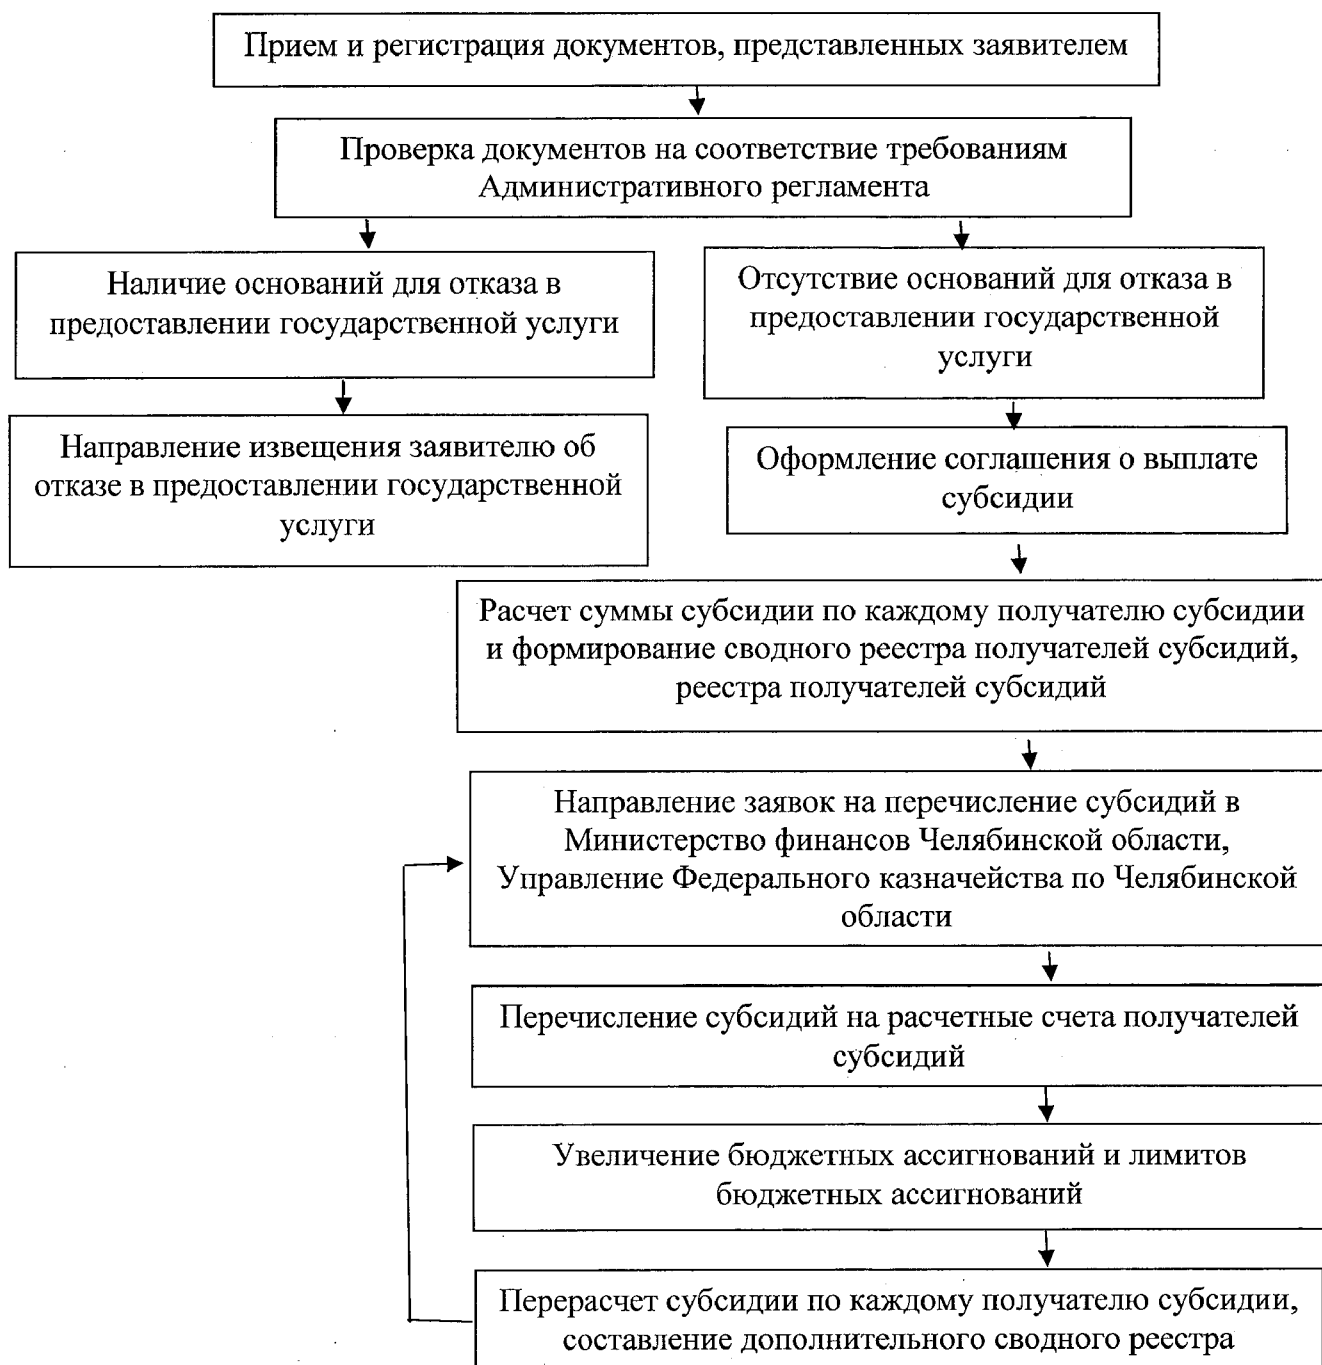 Прием и регистрация документов, представленных заявителем
Проверка документов на соответствие требованиям
Административного регламента
Наличие оснований для отказа в
предоставлении государственной услуги
Отсутствие оснований для отказа в
предоставлении государственной
услуги
Направление извещения заявителю об
отказе в предоставлении государственной
услуги
Оформление соглашения о выплате
субсидии
Расчет суммы субсидии по каждому получателю субсидии
и формирование сводного реестра получателей субсидий,
реестра получателей субсидий
Направление заявок на перечисление субсидий в
Министерство финансов Челябинской области,
Управление Федерального казначейства по Челябинской
области
Перечисление субсидий на расчетные счета получателей
субсидий
Увеличение бюджетных ассигнований и лимитов
бюджетных ассигнований
Перерасчет субсидии по каждому получателю субсидии,
составление дополнительного сводного реестра